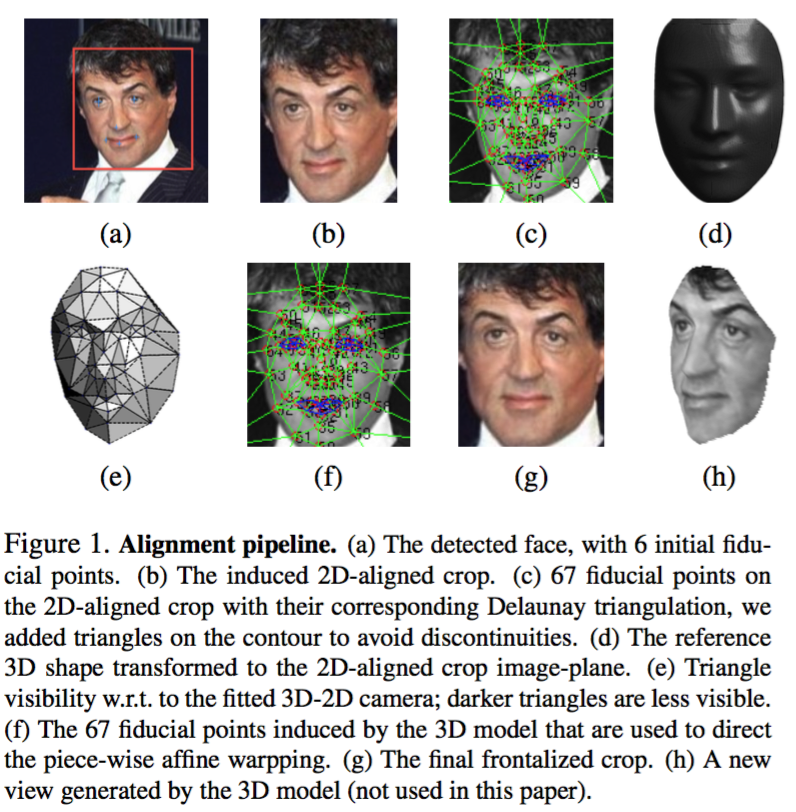 (a)
(b)
(c)
(d)
(e)
(f)
(g)
(h)
Figure 1. Alignment pipeline. (a) The detected face, with 6 initial fidu-
cial points. (b) The induced 2D-aligned crop. (c) 67 fiducial points on
the 2D-aligned crop with their corresponding Delaunay triangulation, we
added triangles on the contour to avoid discontinuities. (d) The reference
3D shape transformed to the 2D-aligned crop image-plane. (e) Triangle
visibility w.r.t. to the fitted 3D-2D camera; darker triangles are less visible.
(f) The 67 fiducial points induced by the 3D model that are used to direct
the piece-wise affine warpping. (g) The final frontalized crop. (h) A new
view generated by the 3D model (not used in this paper).